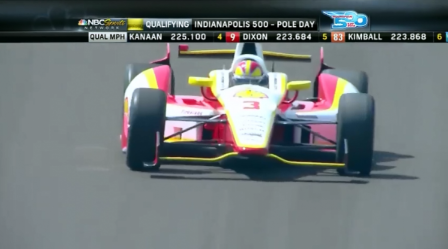 NBC Sports NETWORK QUALIFYING INDIANAPOLIS 500 - POLE DAY
QUAL MPH KANAAN 225.100 4 9 DIXON 223.684 5 83 KIMBALL 223.868 6
3